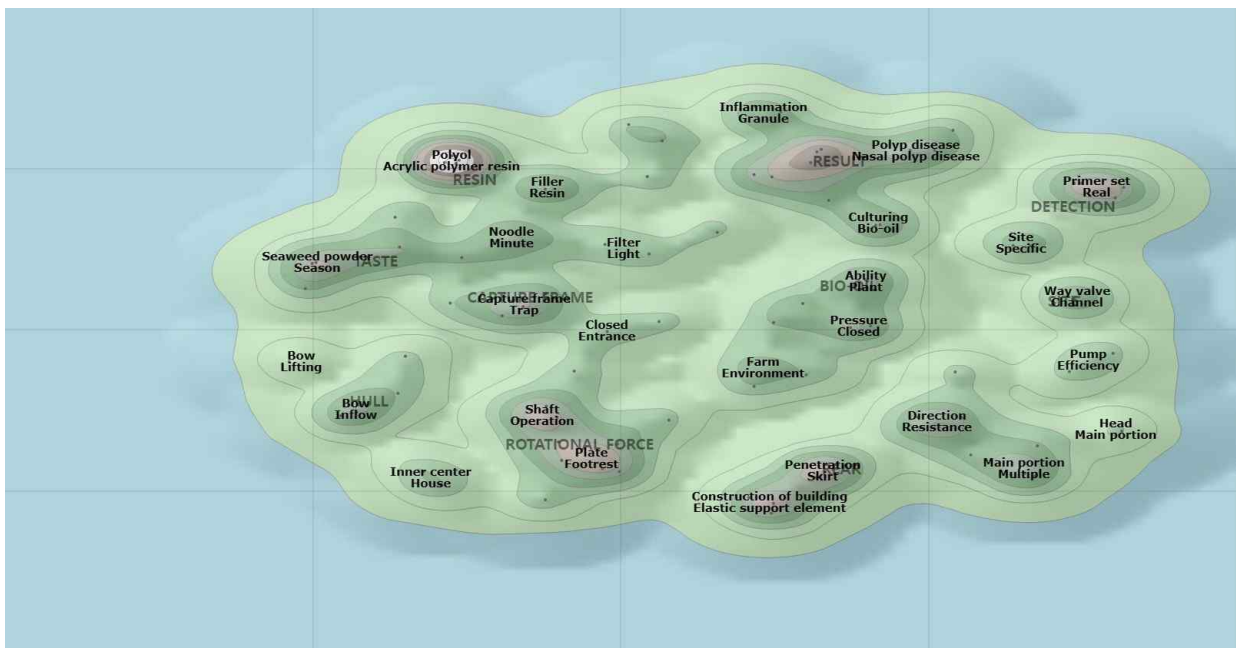 Inflammation
Granule
Polyp disease
Nasal polyp disease
RESULT
Polyol
Acrylic polymer resin
RESIN
Filler
Resin
Primer set
Real
DETECTION
Culturing
Bio-oil
Noodle
Minute
Filter
Light
Site
Specific
Seaweed powder
Season
TASTE
Ability
Plant
Way valve
Channel
CAPTURE FRAME
Capture frame
Trap
Closed
Entrance
Pressure
Closed
Bow
Lifting
Farm
Environment
Pump
Efficiency
HULL
Bow
Inflow
Shaft
Operation
Direction
Resistance
Head
Main portion
ROTATIONAL FORCE
Plate
Footrest
Inner center
House
Penetration
Skirt
Main portion
Multiple
Construction of building
Elastic support element